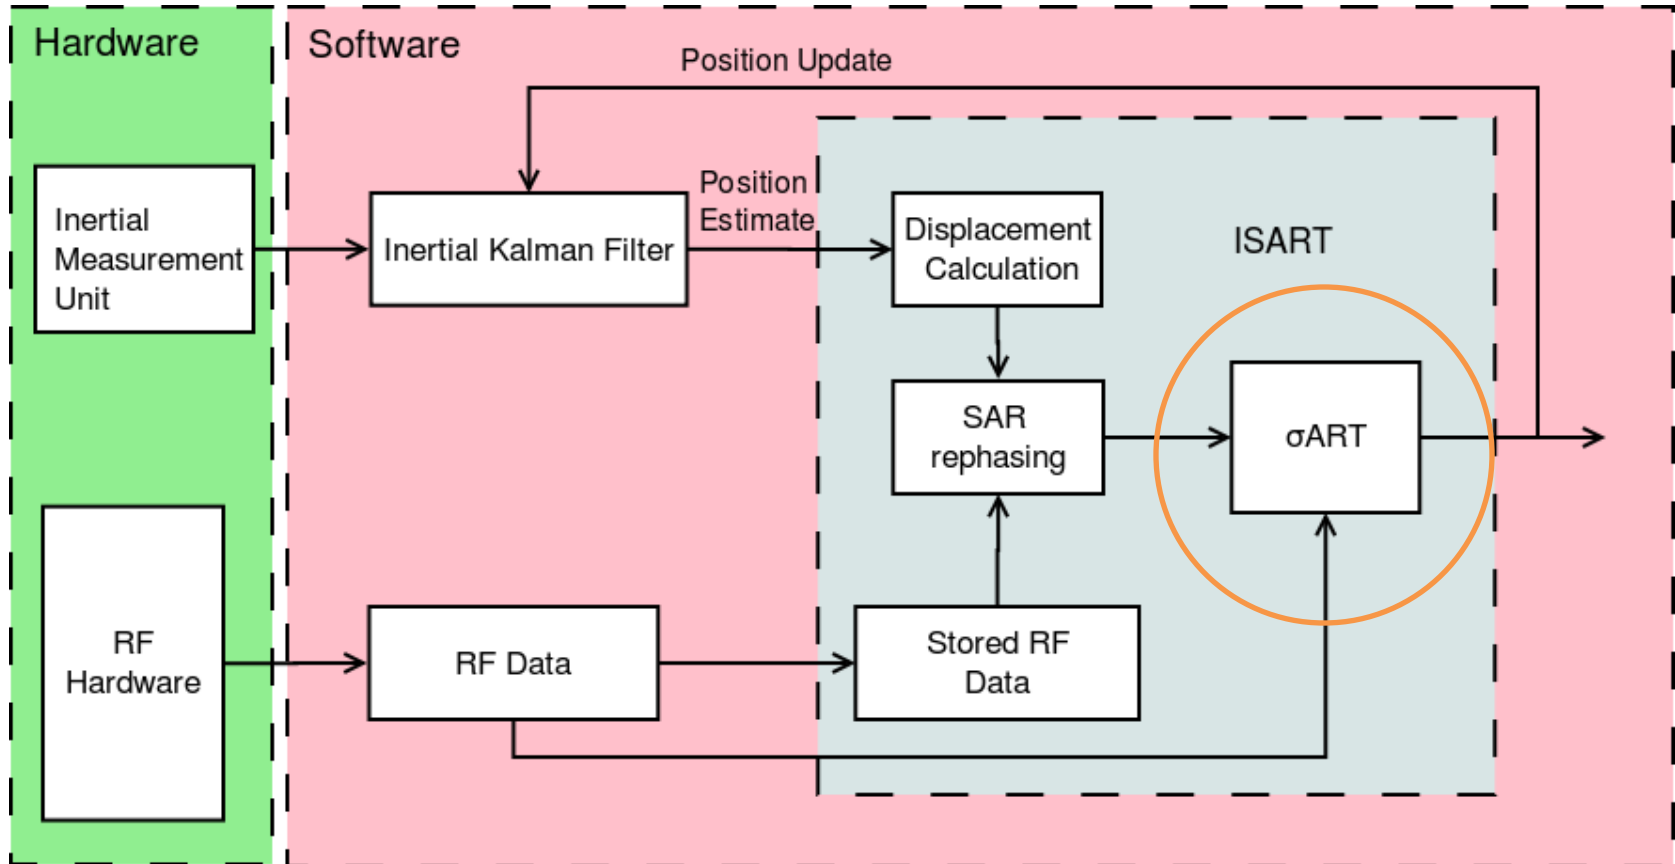 Hardware
Software
Position Update
Inertial
Measurement
Unit
Inertial Kalman Filter
Position
Estimate
Displacement
Calculation
ISART
SAR
rephasing
σART
RF
Hardware
RF Data
Stored RF
Data